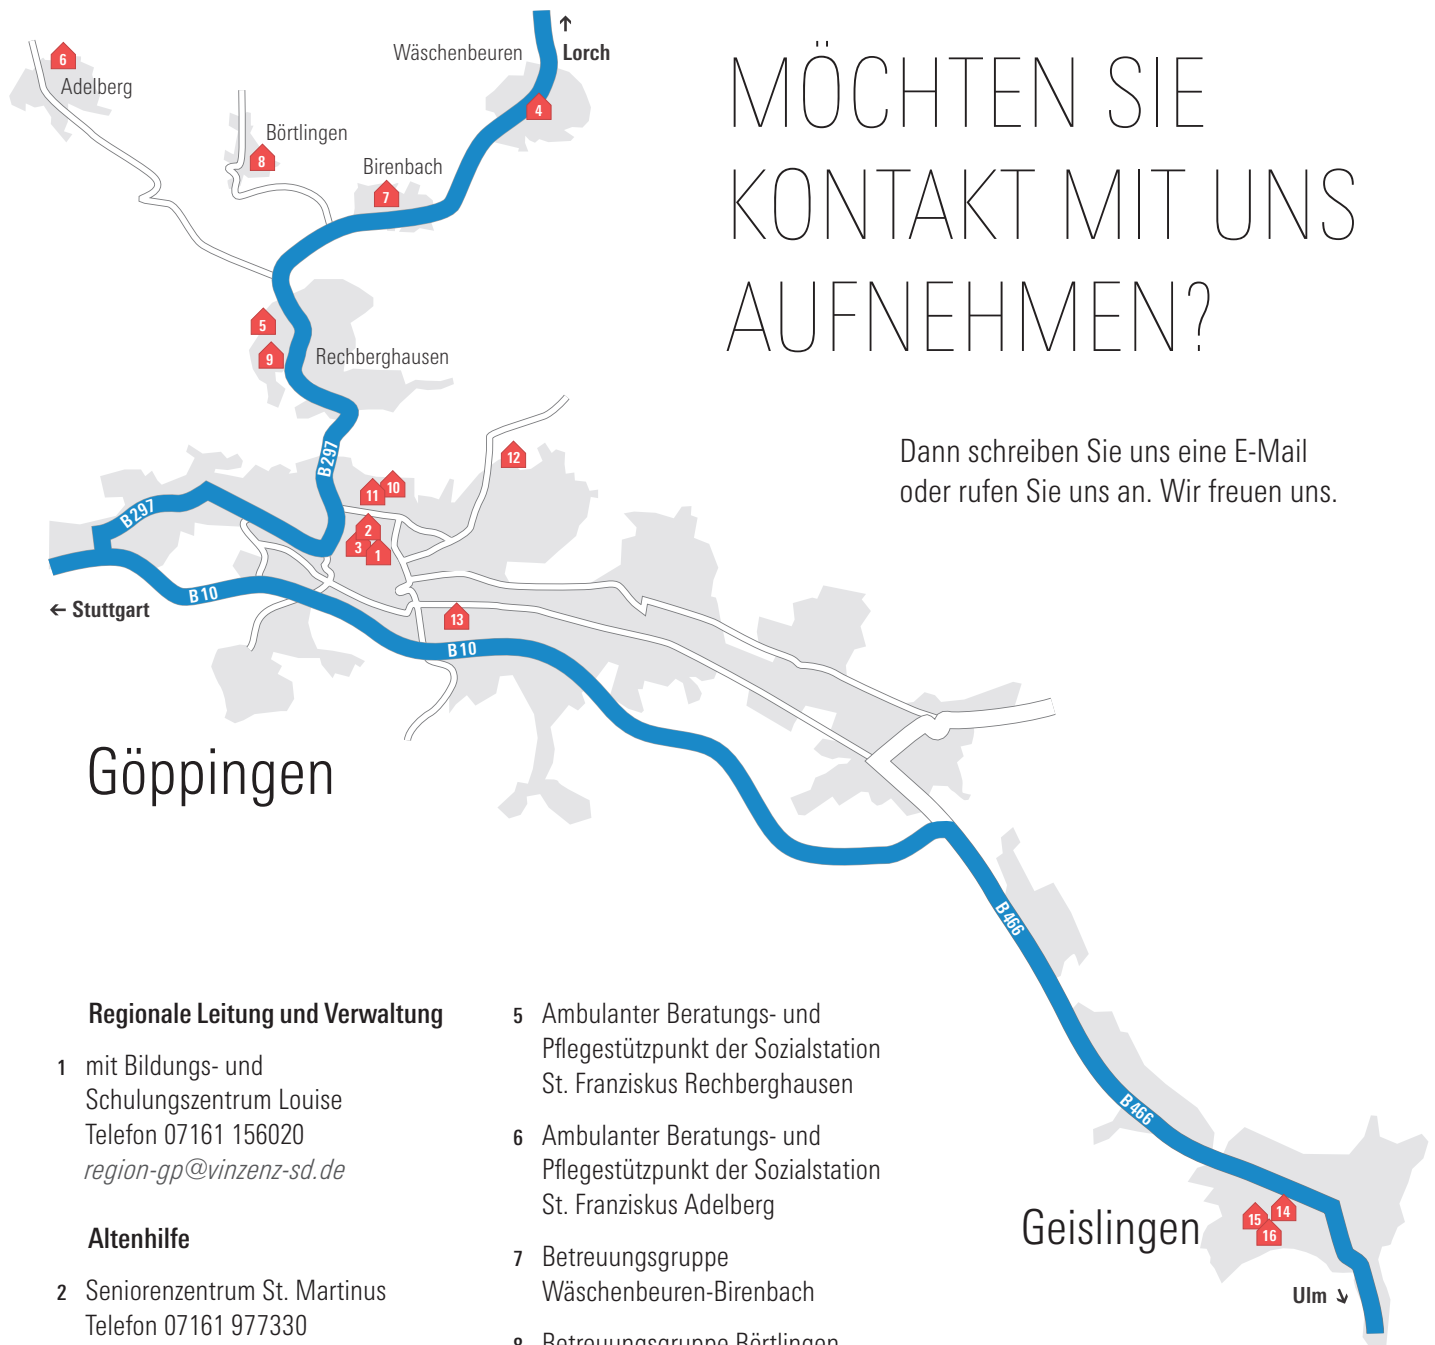 ↑
Lorch
Wäschenbeuren
6
Adelberg
4
Börtlingen
8
Birenbach
7
5
9
Rechberghausen
MÖCHTEN SIE
KONTAKT MIT UNS
AUFNEHMEN?
Dann schreiben Sie uns eine E-Mail
oder rufen Sie uns an. Wir freuen uns.
B297
12
10
11
B297
2
3
1
B10
← Stuttgart
13
B10
Göppingen
B466
B466
Geislingen
14
15
16
Ulm ↘
Regionale Leitung und Verwaltung
1 mit Bildungs- und
Schulungszentrum Louise
Telefon 07161 156020
region-gp@vinzenz-sd.de
Altenhilfe
2 Seniorenzentrum St. Martinus
Telefon 07161 977330
5 Ambulanter Beratungs- und
Pflegestützpunkt der Sozialstation
St. Franziskus Rechberghausen
6 Ambulanter Beratungs- und
Pflegestützpunkt der Sozialstation
St. Franziskus Adelberg
7 Betreuungsgruppe
Wäschenbeuren-Birenbach
8 Betreuungsgruppe Börtlingen